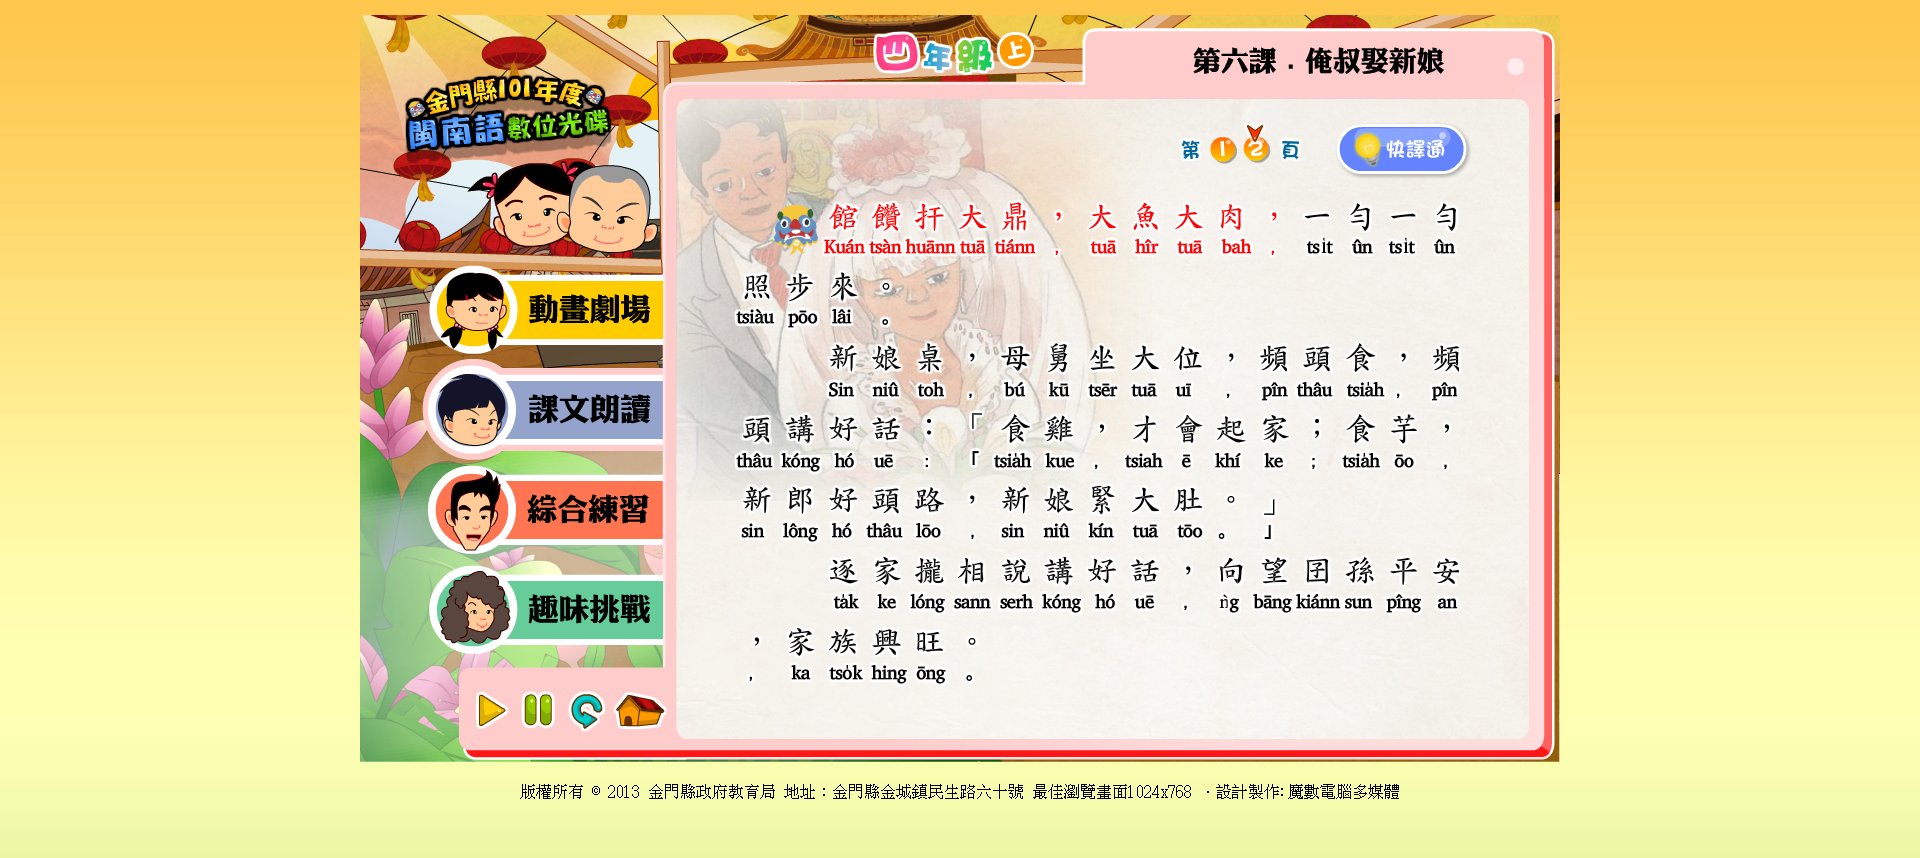 金門縣101年度
閩南語數位光碟
四年級 上
第六課．俺叔娶新娘
第 1 2 頁
快譯通
動畫劇場
課文朗讀
綜合練習
趣味挑戰
館饡扞大鼎，大魚大肉，一勻一勻
Kuán tsàn huānn tuā tiánn , tuā hîr tuā bah , tsi̍t ûn tsi̍t ûn
照步來。
tsiàu pōo lâi 。
新娘桌，母舅坐大位，頻頭食，頻
Sin niû toh , bú kū tsēr tuā uī , pîn thâu tsia̍h , pîn
頭講好話：「食雞，才會起家；食芋，
thâu kóng hó uē : 「 tsia̍h kue , tsiah ē khí ke ; tsia̍h ōo ,
新郎好頭路，新娘緊大肚。」
sin lông hó thâu lōo , sin niû kín tuā tōo 。 」
逐家攏相說講好話，向望囝孫平安
ta̍k ke lóng sann serh kóng hó uē , ǹg bāng kiánn sun pîng an
，家族興旺。
, ka tso̍k hing ōng 。
版權所有 © 2013 金門縣政府教育局 地址：金門縣金城鎮民生路六十號 最佳瀏覽畫面1024x768 ‧設計製作: 魔數電腦多媒體